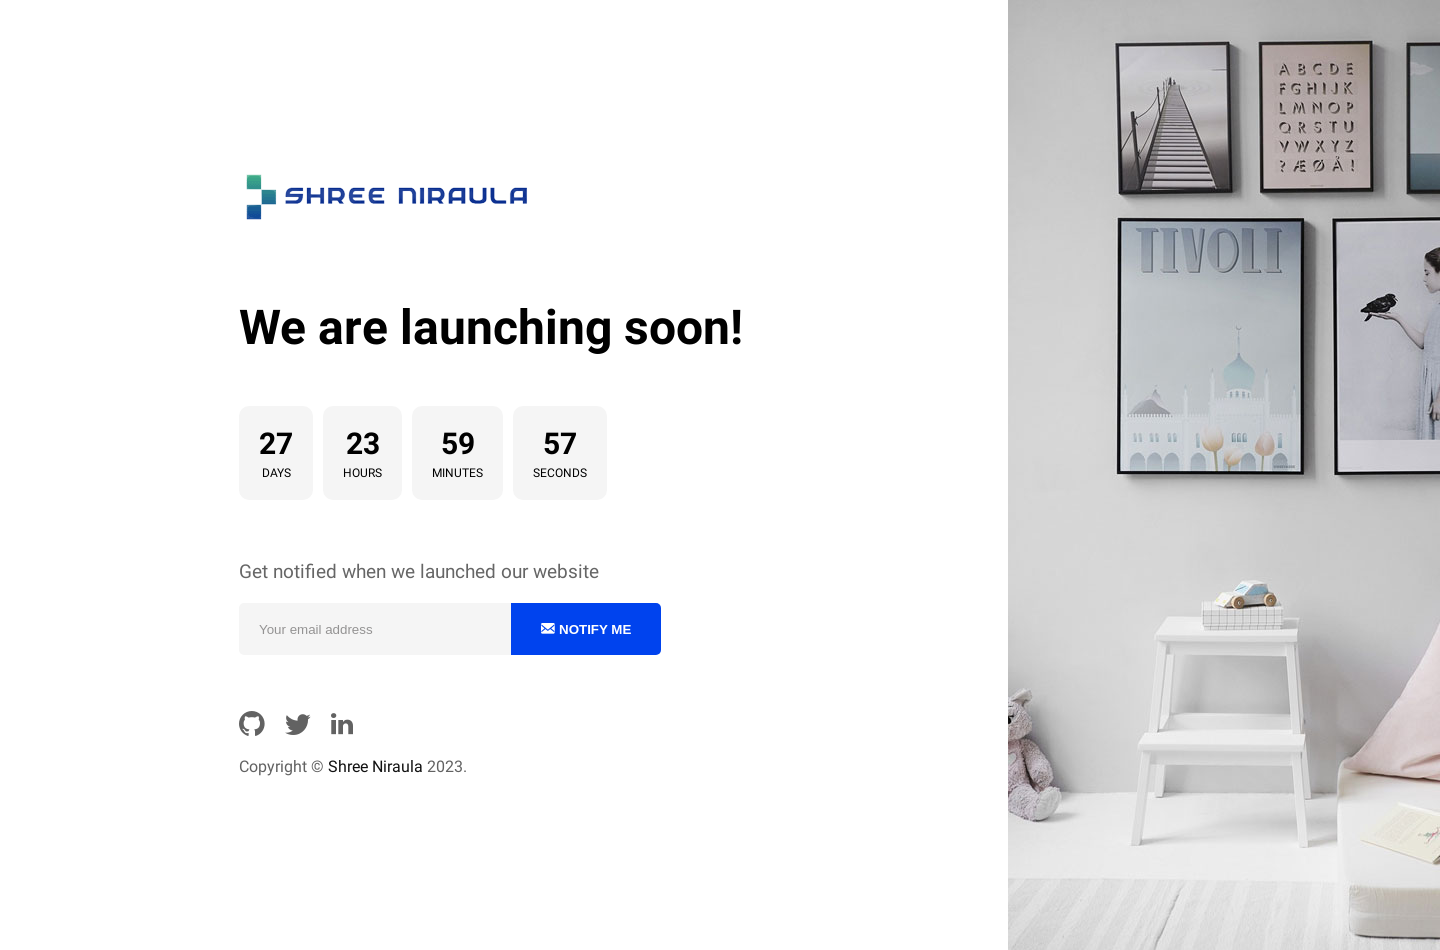 SHREE NIRAULA
We are launching soon!
27 23 59 57
DAYS HOURS MINUTES SECONDS
Get notified when we launched our website
Your email address NOTIFY ME
Copyright © Shree Niraula 2023.
A B C D E
F G H I J K
L M N O P
Q R S T U
V W X Y Z
? Æ Ø Å !
TIVOLI